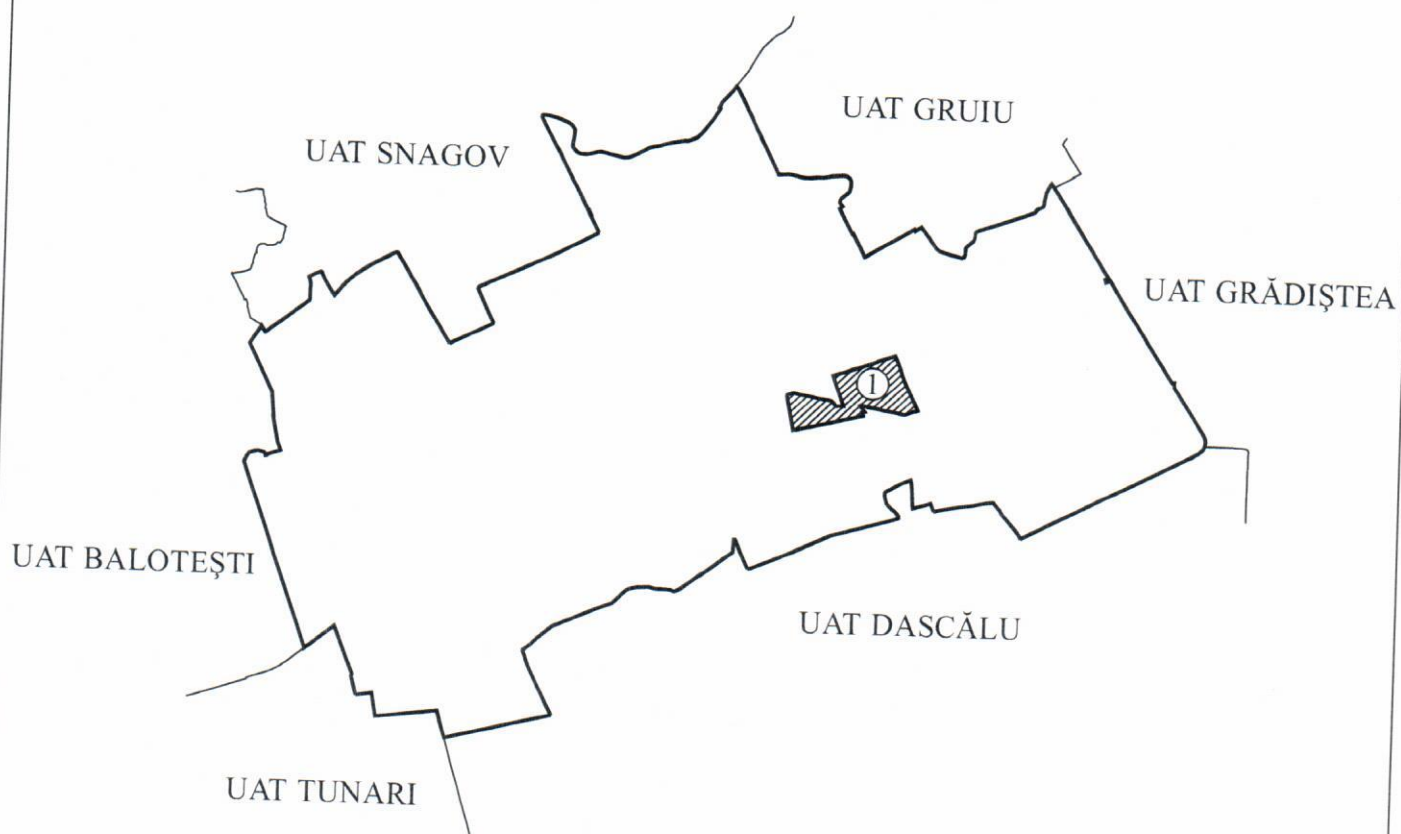 UAT GRUIU
UAT SNAGOV
UAT GRĂDIŞTEA
1
UAT BALOTEŞTI
UAT DASCĂLU
UAT TUNARI